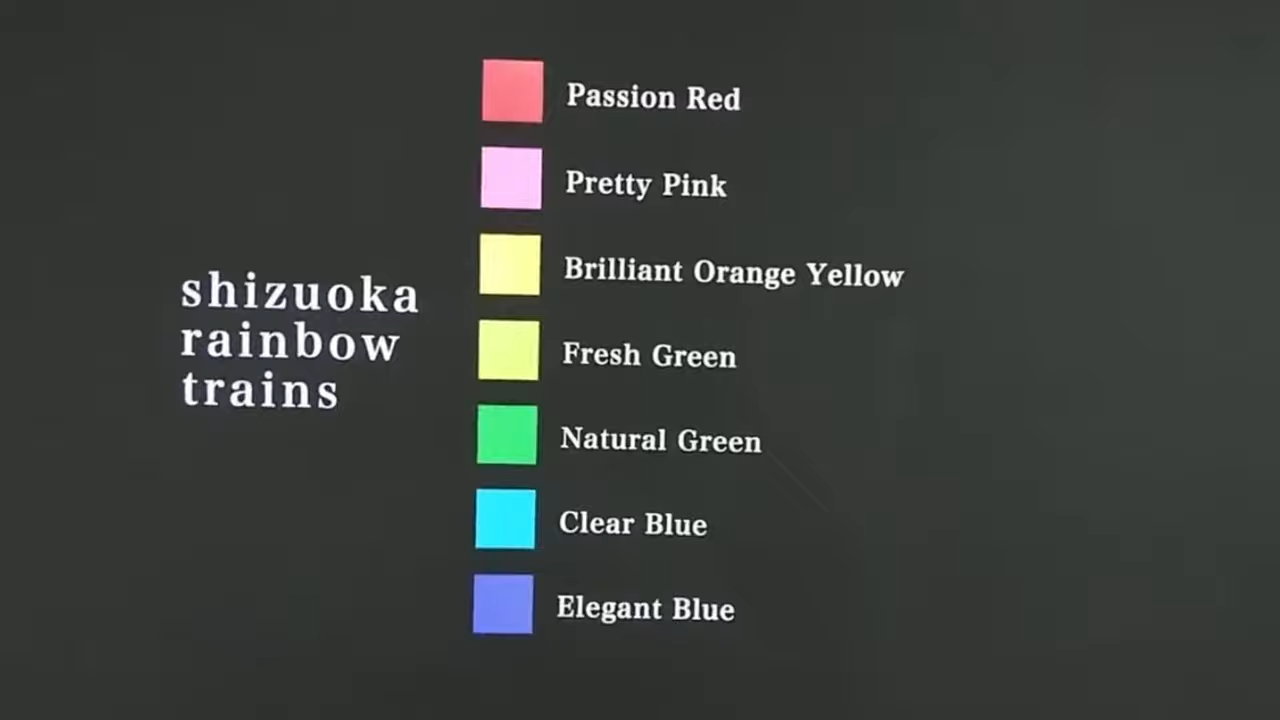 shizuoka
rainbow
trains
Passion Red
Pretty Pink
Brilliant Orange Yellow
Fresh Green
Natural Green
Clear Blue
Elegant Blue